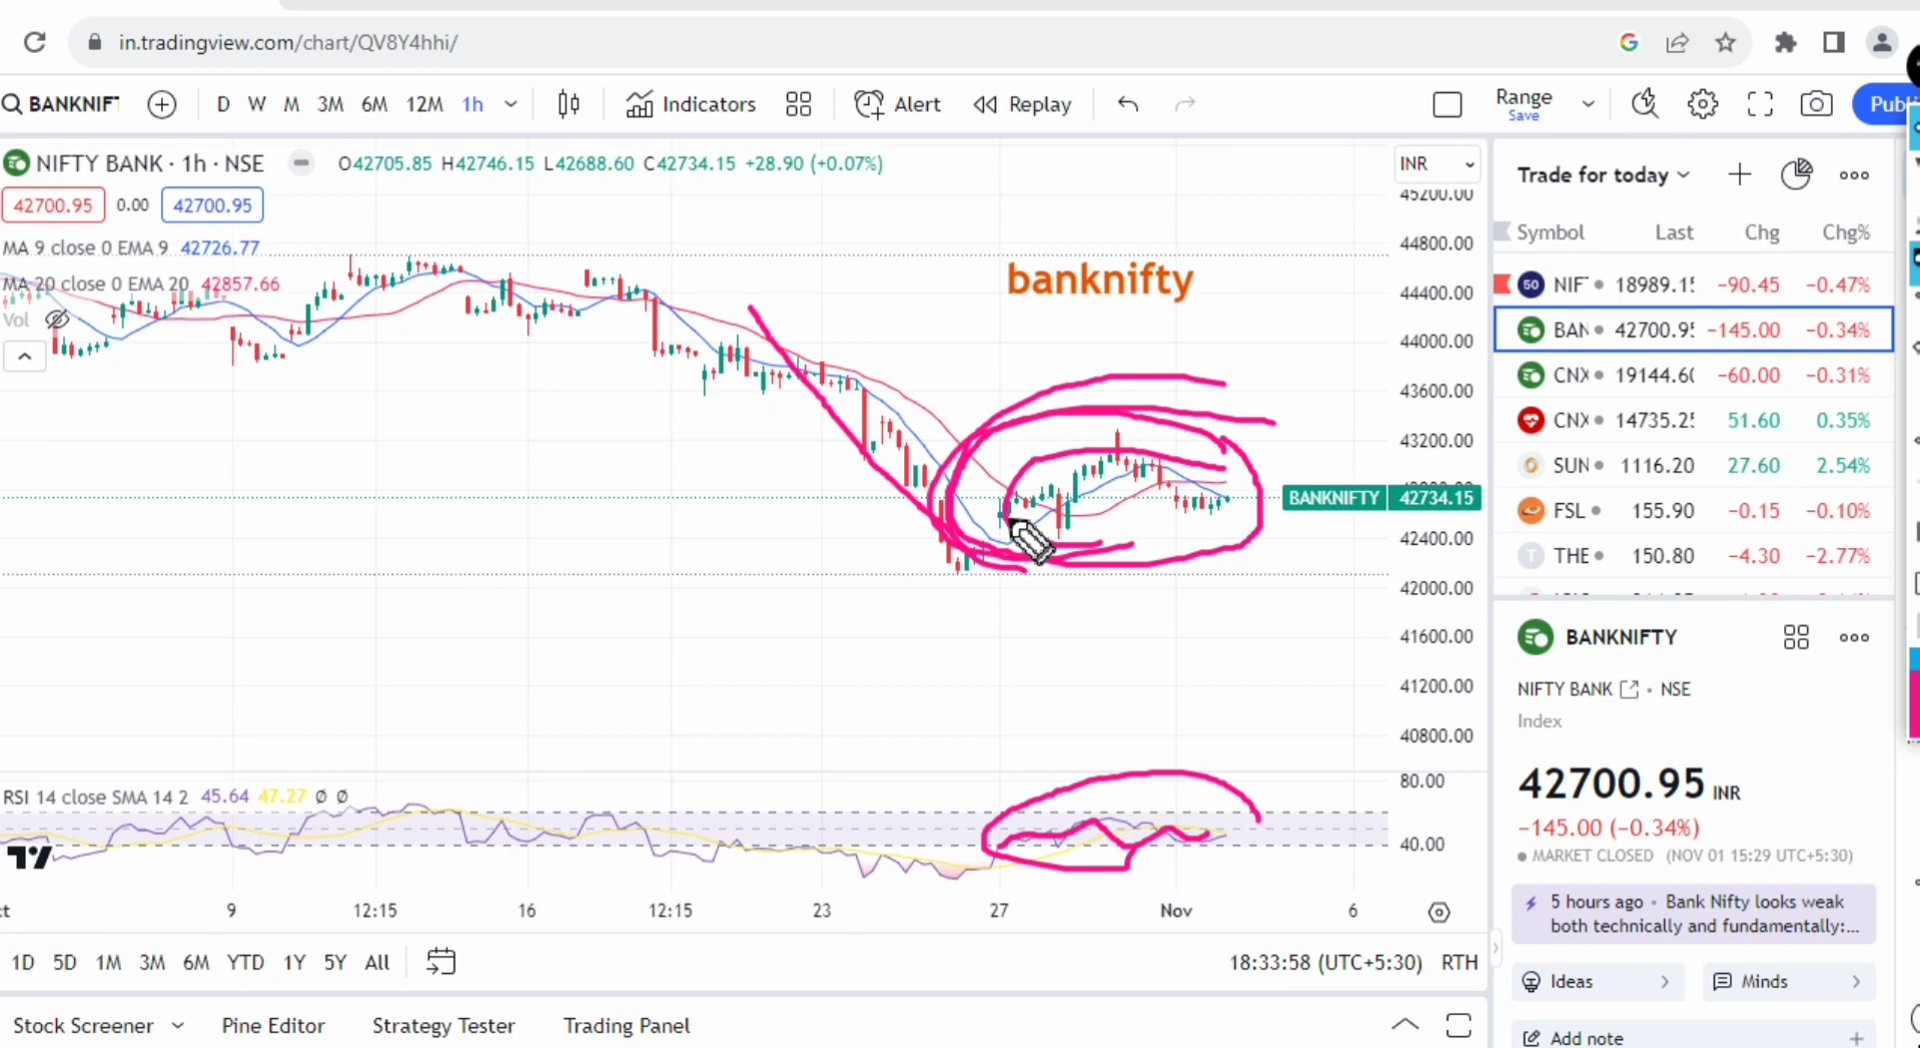 in.tradingview.com/chart/QV8Y4hhi/
BANKNIF
D W M 3M 6M 12M 1h
Indicators
Alert
Replay
Range
Save
Publ
NIFTY BANK · 1h · NSE
O42705.85 H42746.15 L42688.60 C42734.15 +28.90 (+0.07%)
INR
42700.95 0.00 42700.95
MA 9 close 0 EMA 9 42726.77
MA 20 close 0 EMA 20 42857.66
Vol
banknifty
45200.00
44800.00
44400.00
44000.00
43600.00
43200.00
BANKNIFTY 42734.15
42400.00
42000.00
41600.00
41200.00
40800.00
80.00
40.00
RSI 14 close SMA 14 2 45.64 47.27 Ø Ø
9 12:15 16 12:15 23 27 Nov 6
1D 5D 1M 3M 6M YTD 1Y 5Y All
18:33:58 (UTC+5:30) RTH
Stock Screener Pine Editor Strategy Tester Trading Panel
Trade for today
Symbol Last Chg Chg%
50 NIF 18989.15 −90.45 −0.47%
BAN 42700.95 −145.00 −0.34%
CNX 19144.60 −60.00 −0.31%
CNX 14735.25 51.60 0.35%
SUN 1116.20 27.60 2.54%
FSL 155.90 −0.15 −0.10%
T THE 150.80 −4.30 −2.77%
BANKNIFTY
NIFTY BANK · NSE
Index
42700.95 INR
−145.00 (−0.34%)
MARKET CLOSED (NOV 01 15:29 UTC+5:30)
5 hours ago · Bank Nifty looks weak
both technically and fundamentally:...
Ideas
Minds
Add note